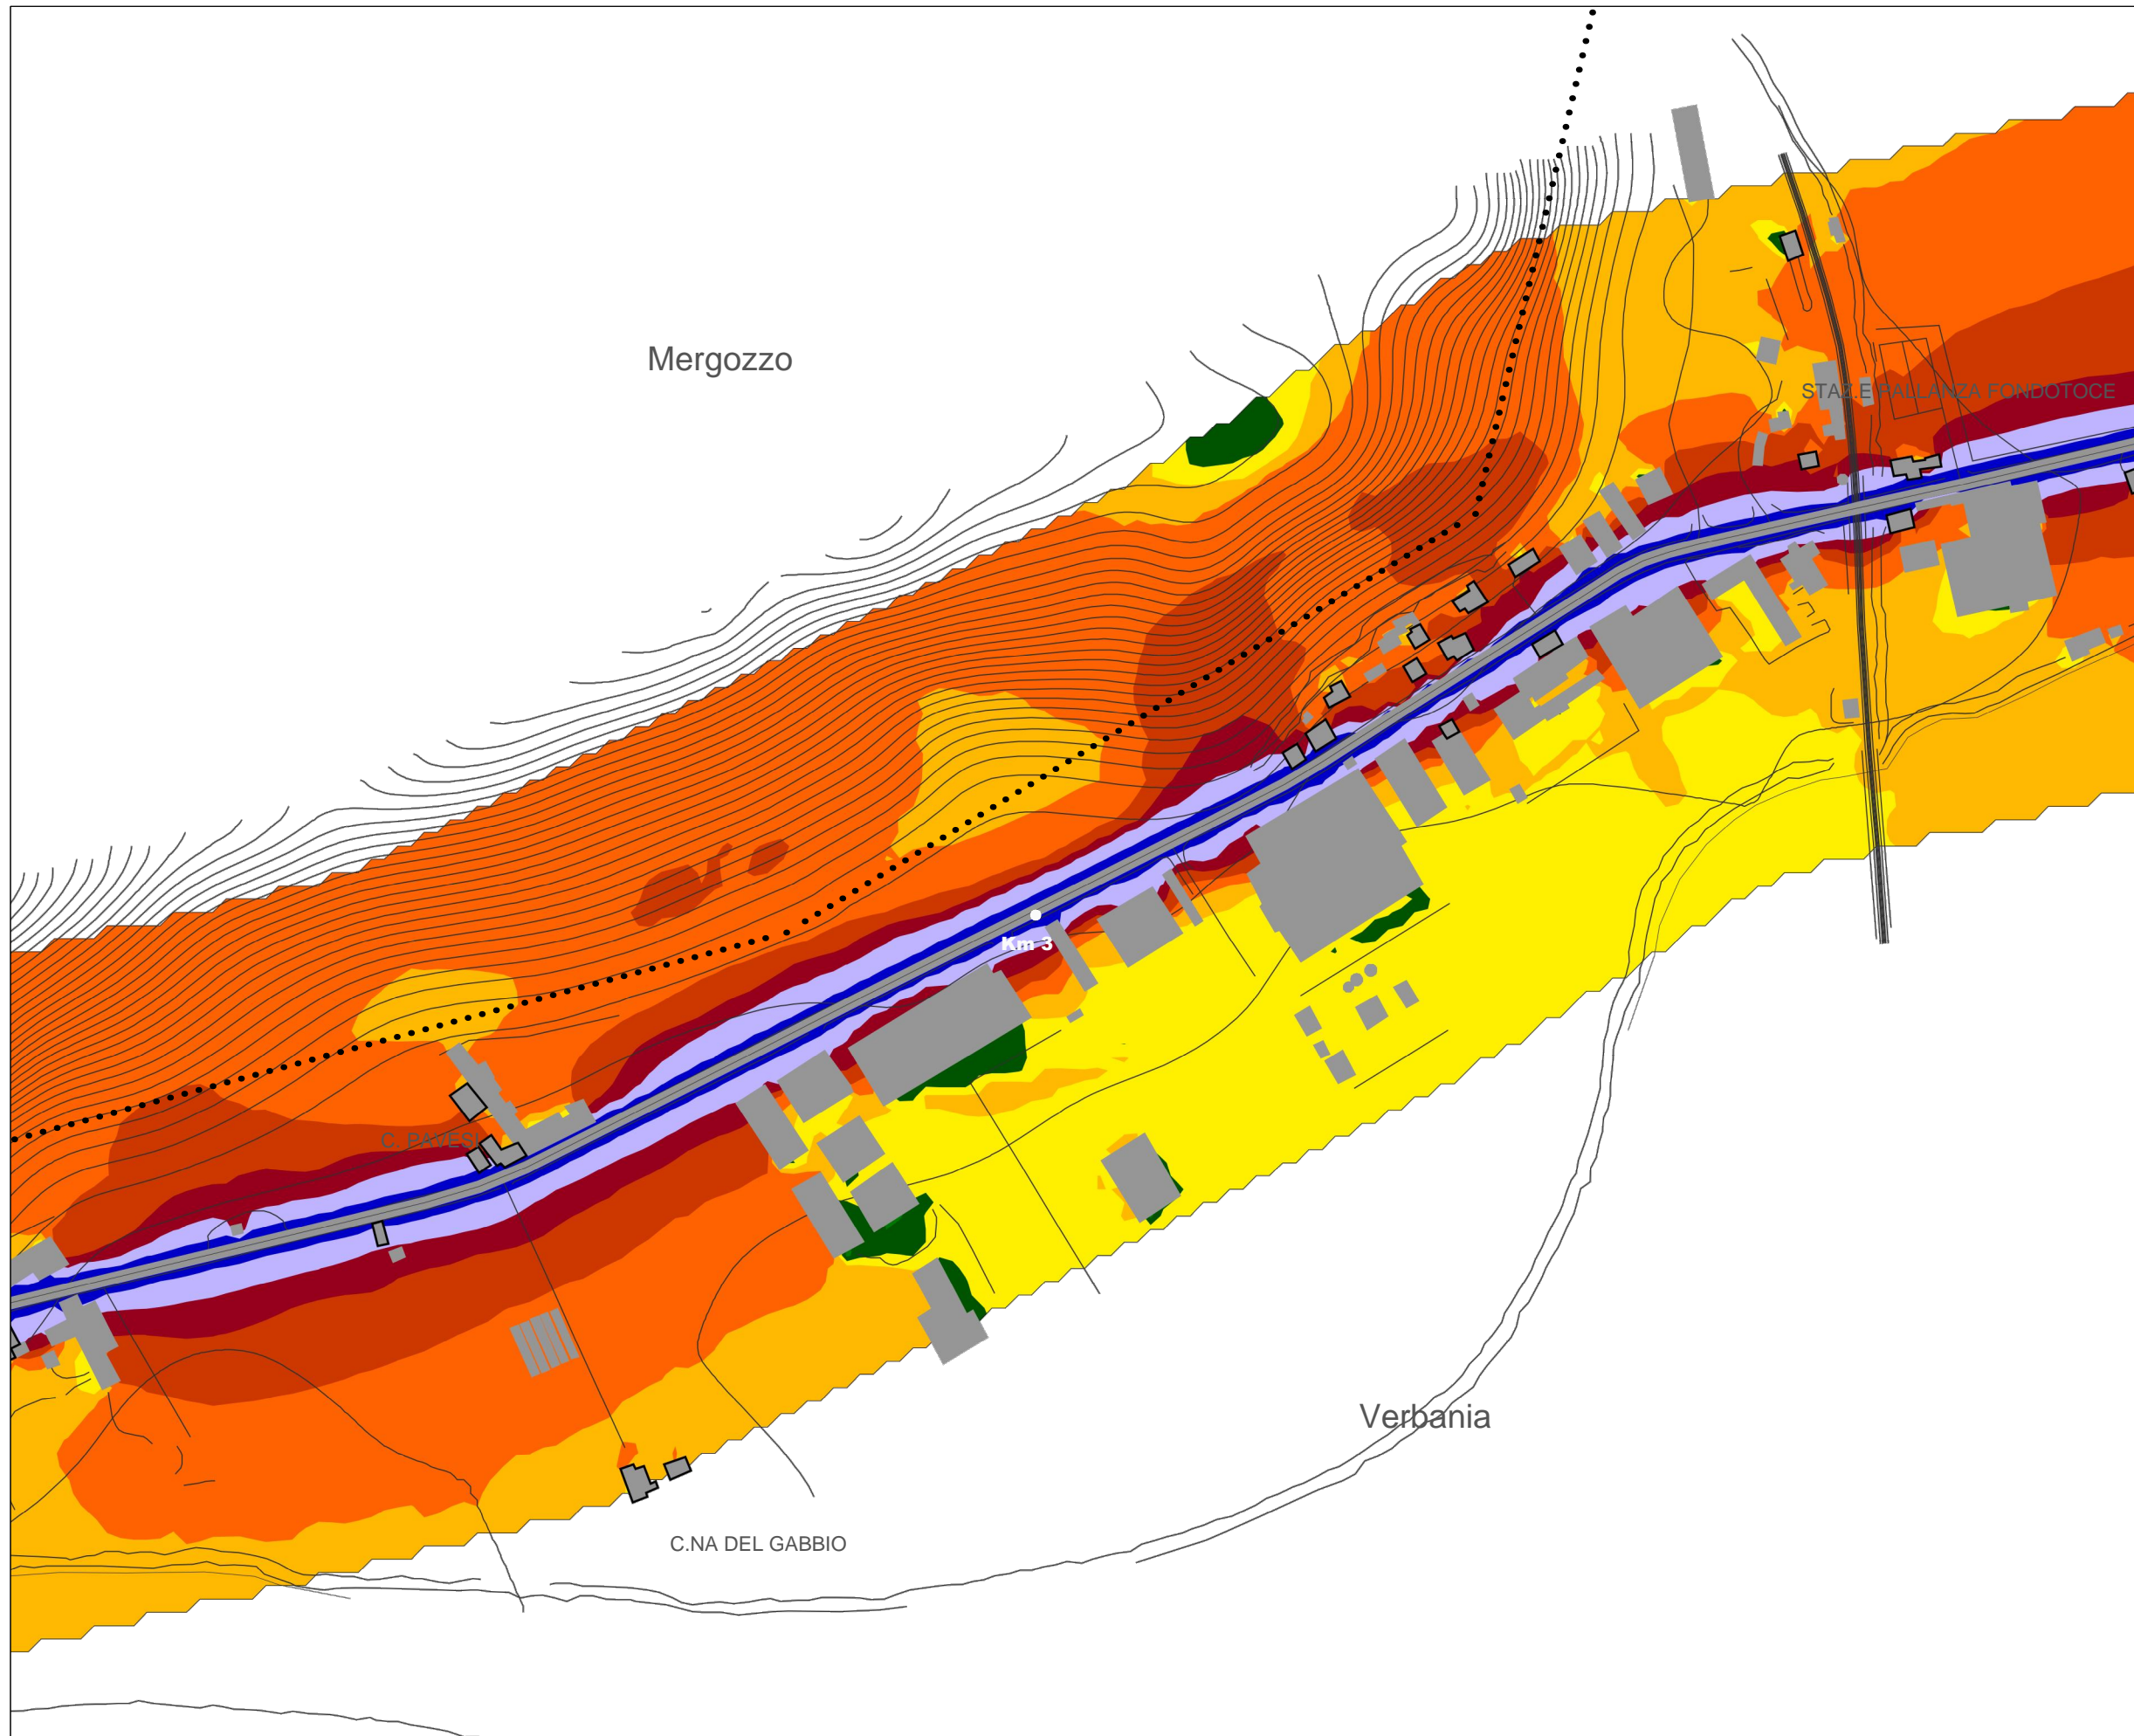 Mergozzo
STAZ.E PALLANZA FONDOTOCE
Km 3
C. PAVESI
Verbania
C.NA DEL GABBIO